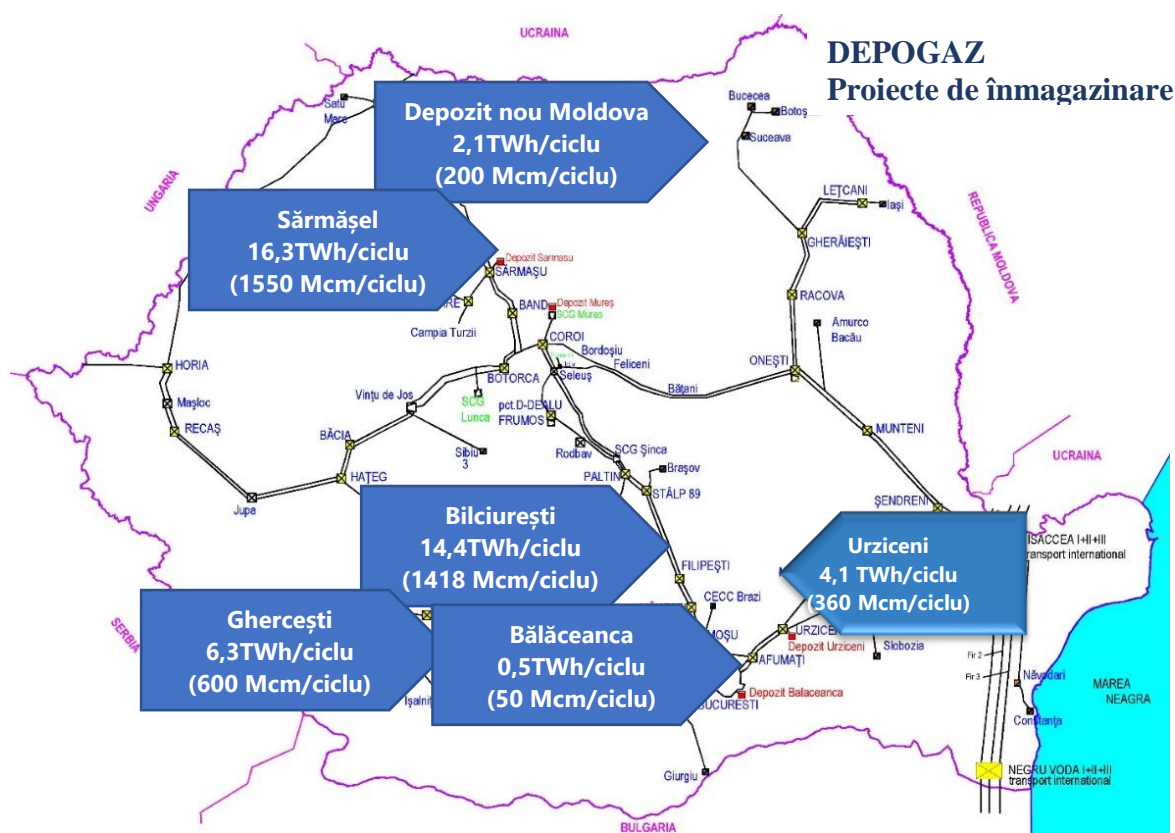 UCRAINA
DEPOGAZ
Proiecte de înmagazinare
Satu
Mare
Depozit nou Moldova
2,1TWh/ciclu
(200 Mcm/ciclu)
Bucecea
Botoș
Suceava
UNGARIA
LEȚCANI
Iași
REPUBLICA MOLDOVA
Sărmășel
16,3TWh/ciclu
(1550 Mcm/ciclu)
GHERĂIEȘTI
Depozit Sarmasu
SĂRMAȘU
RACOVA
BAND
Depozit Mureș
SCG Mures
Campia Turzii
Amurco
Bacău
COROI
Bordoșiu
Feliceni
ONEȘTI
HORIA
BOTORCA
Seleuș
Bățani
Mașloc
Vințu de Jos
SCG
Lunca
pct.D-DEALU
FRUMOS
RECAȘ
BĂCIA
Sibiu
3
Rodbav
SCG Șinca
MUNTENI
UCRAINA
HAȚEG
PALTIN
Brașov
STÂLP 89
Jupa
ȘENDRENI
Bilciurești
14,4TWh/ciclu
(1418 Mcm/ciclu)
Urziceni
4,1 TWh/ciclu
(360 Mcm/ciclu)
ISACCEA I+II+III
transport international
FILIPEȘTI
CECC Brazi
SERBIA
Ghercești
6,3TWh/ciclu
(600 Mcm/ciclu)
Bălăceanca
0,5TWh/ciclu
(50 Mcm/ciclu)
MOȘU
URZICE
Depozit Urziceni
Slobozia
AFUMAȚI
Fir 2
Fir 3
Năvodari
MAREA
NEAGRA
Ișalniț
BUCURESTI
Depozit Balaceanca
Constanța
Giurgiu
NEGRU VODA I+II+III
transport international
BULGARIA